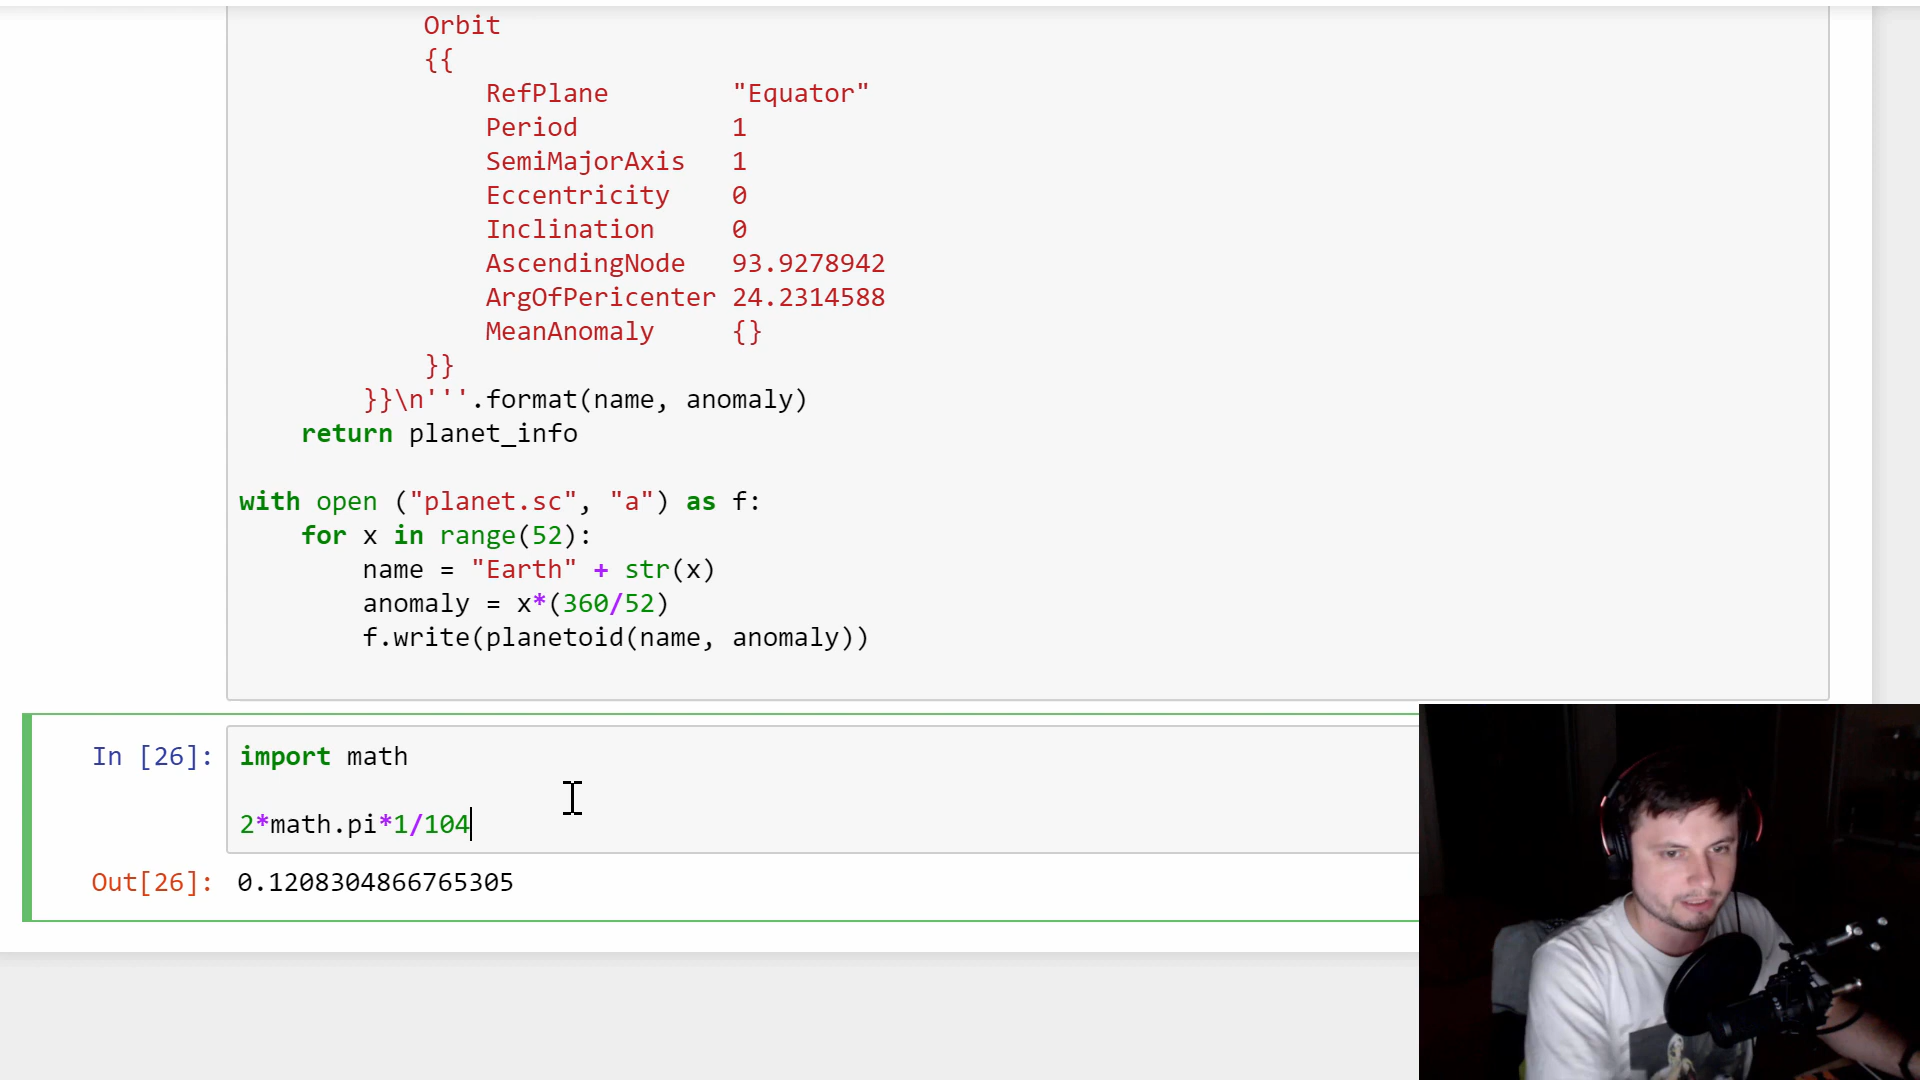 Orbit
{{
RefPlane "Equator"
Period 1
SemiMajorAxis 1
Eccentricity 0
Inclination 0
AscendingNode 93.9278942
ArgOfPericenter 24.2314588
MeanAnomaly {}
}}
}}\n'''.format(name, anomaly)
return planet_info
with open ("planet.sc", "a") as f:
for x in range(52):
name = "Earth" + str(x)
anomaly = x*(360/52)
f.write(planetoid(name, anomaly))
In [26]: import math
2*math.pi*1/104
Out[26]: 0.1208304866765305